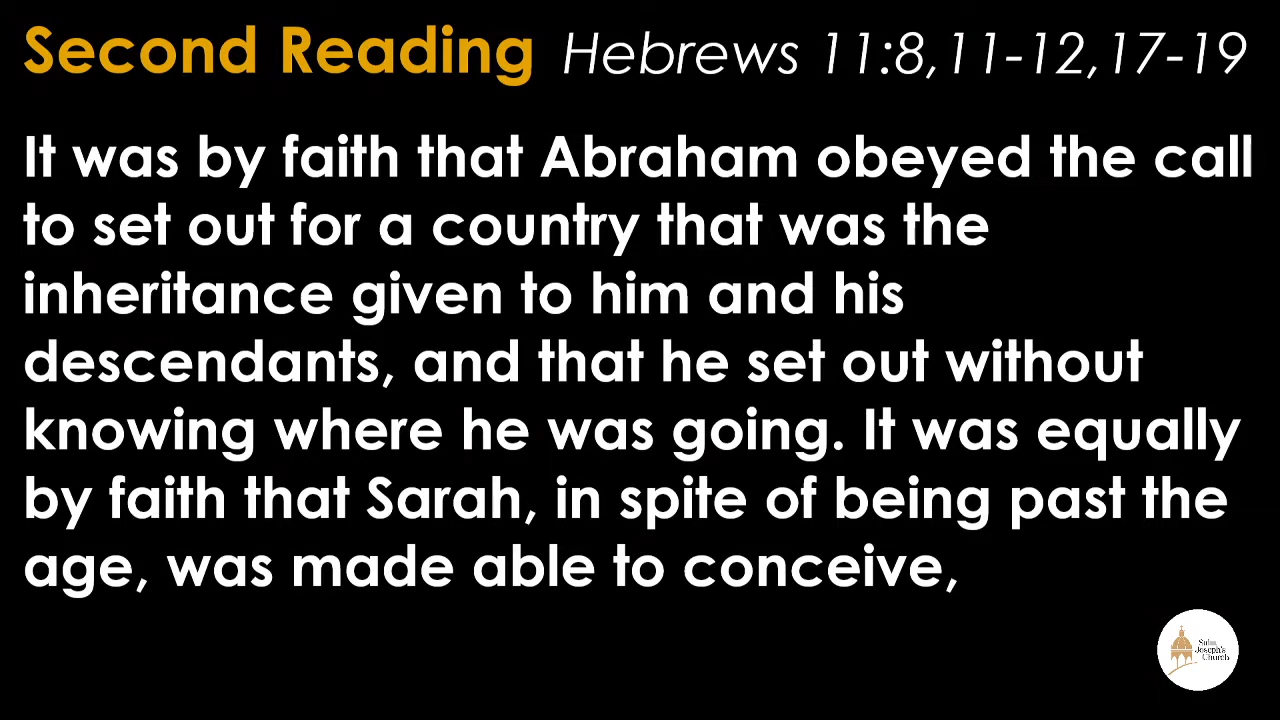 Second Reading Hebrews 11:8,11-12,17-19
It was by faith that Abraham obeyed the call
to set out for a country that was the
inheritance given to him and his
descendants, and that he set out without
knowing where he was going. It was equally
by faith that Sarah, in spite of being past the
age, was made able to conceive,
Saint
Joseph's
Church